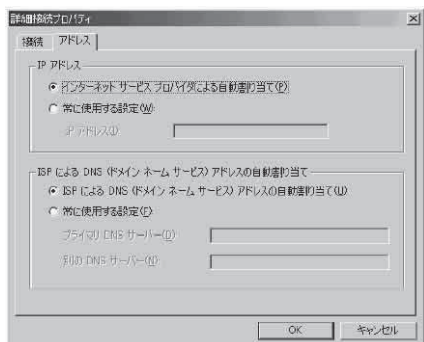 詳細接続プロパティ
接続 アドレス
IP アドレス
インターネット サービス プロバイダによる自動割り当て(P)
常に使用する設定(W):
IP アドレス(I):
ISP による DNS (ドメイン ネーム サービス) アドレスの自動割り当て
ISP による DNS (ドメイン ネーム サービス) アドレスの自動割り当て(U)
常に使用する設定(F):
プライマリ DNS サーバー(D):
別の DNS サーバー(N):
OK キャンセル